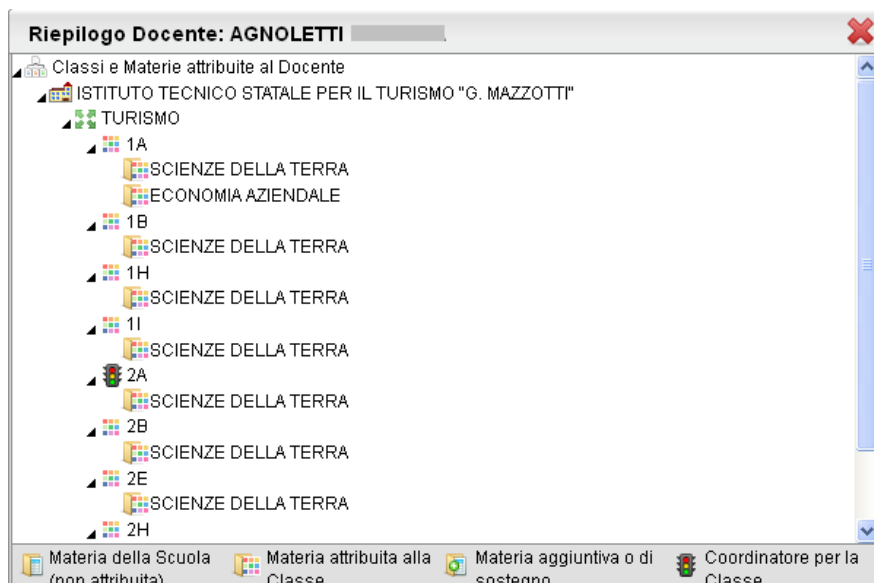 Riepilogo Docente: AGNOLETTI
Classi e Materie attribuite al Docente
ISTITUTO TECNICO STATALE PER IL TURISMO "G. MAZZOTTI"
TURISMO
1A
SCIENZE DELLA TERRA
ECONOMIA AZIENDALE
1B
SCIENZE DELLA TERRA
1H
SCIENZE DELLA TERRA
1I
SCIENZE DELLA TERRA
2A
SCIENZE DELLA TERRA
2B
SCIENZE DELLA TERRA
2E
SCIENZE DELLA TERRA
2H
Materia della Scuola
(non attribuita)
Materia attribuita alla
Classe
Materia aggiuntiva o di
sostegno
Coordinatore per la
Classe